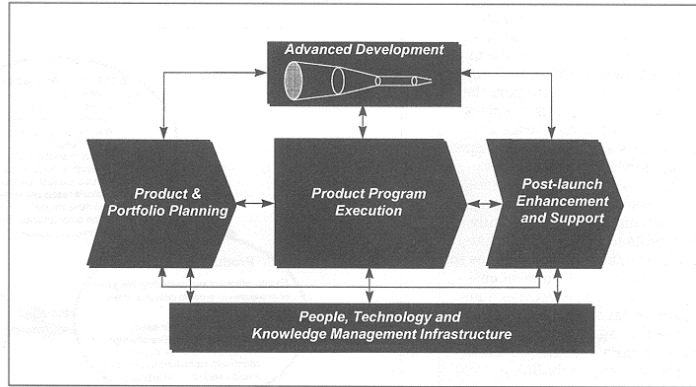 Advanced Development
Product &
Portfolio Planning
Product Program
Execution
Post-launch
Enhancement
and Support
People, Technology and
Knowledge Management Infrastructure